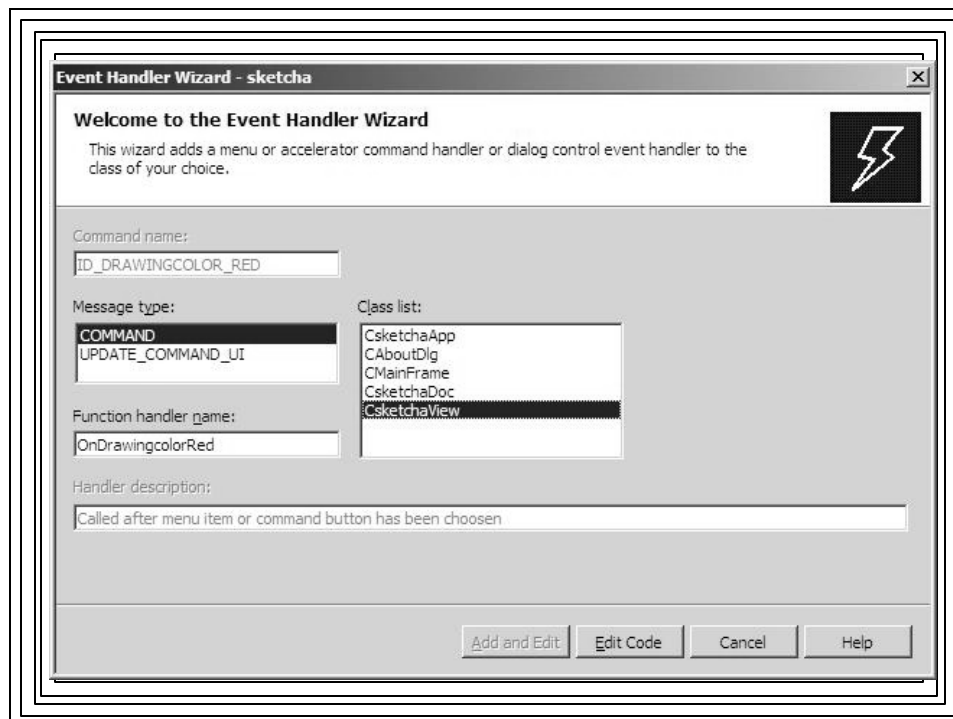 Event Handler Wizard - sketcha
Welcome to the Event Handler Wizard
This wizard adds a menu or accelerator command handler or dialog control event handler to the
class of your choice.
Command name:
ID_DRAWINGCOLOR_RED
Message type:
COMMAND
UPDATE_COMMAND_UI
Class list:
CsketchaApp
CAboutDlg
CMainFrame
CsketchaDoc
CsketchaView
Function handler name:
OnDrawingcolorRed
Handler description:
Called after menu item or command button has been choosen
Add and Edit
Edit Code
Cancel
Help